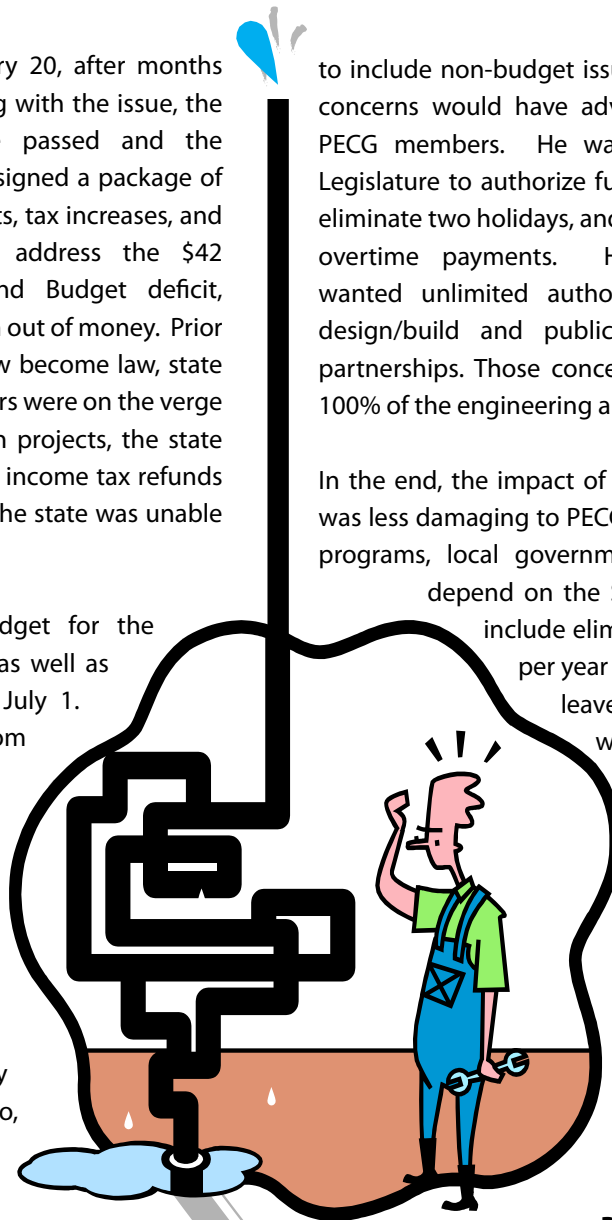 ry 20, after months
g with the issue, the
passed and the
signed a package of
ts, tax increases, and
address the $42
nd Budget deficit,
out of money. Prior
w become law, state
rs were on the verge
n projects, the state
income tax refunds
he state was unable
dget for the
as well as
July 1.
om
y
o,
to include non-budget issu
concerns would have adv
PECG members. He wa
Legislature to authorize fu
eliminate two holidays, and
overtime payments. H
wanted unlimited autho
design/build and public
partnerships. Those conce
100% of the engineering a
In the end, the impact of
was less damaging to PECG
programs, local governm
depend on the
include elim
per year
leave
w